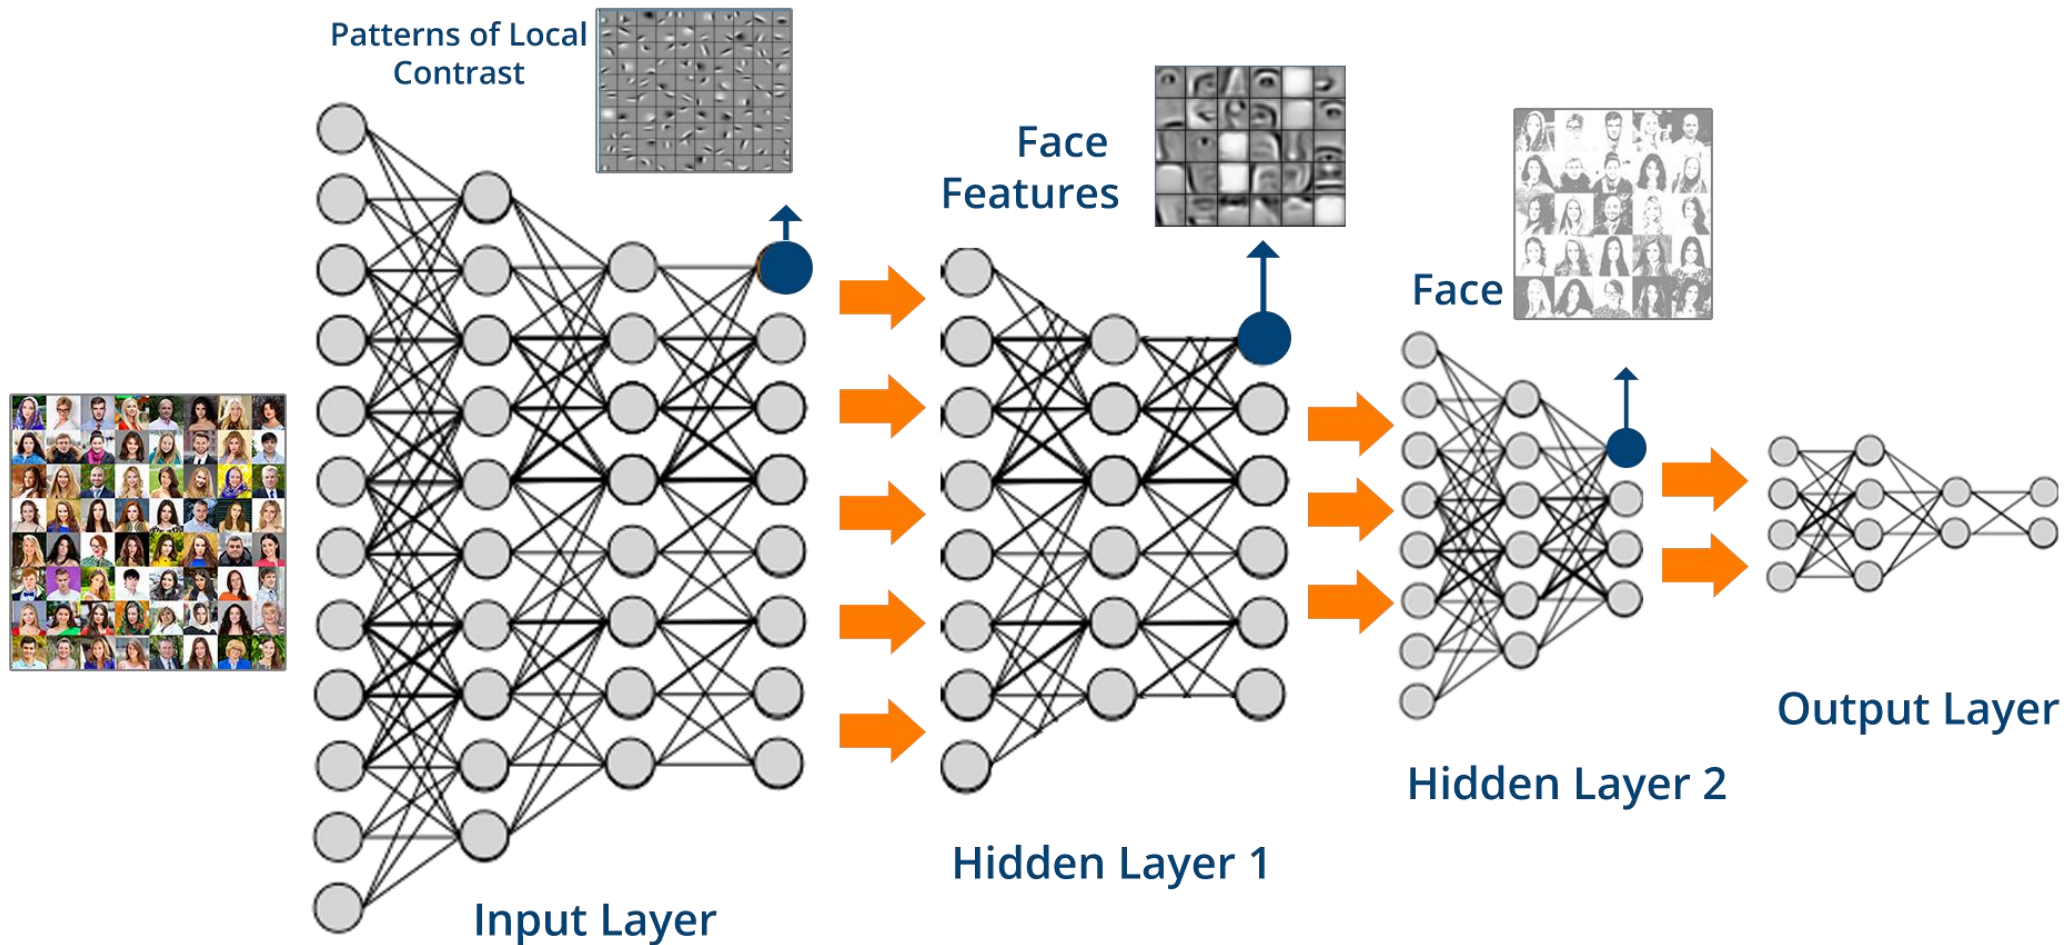 Patterns of Local
Contrast
Face
Features
Face
Output Layer
Hidden Layer 2
Hidden Layer 1
Input Layer